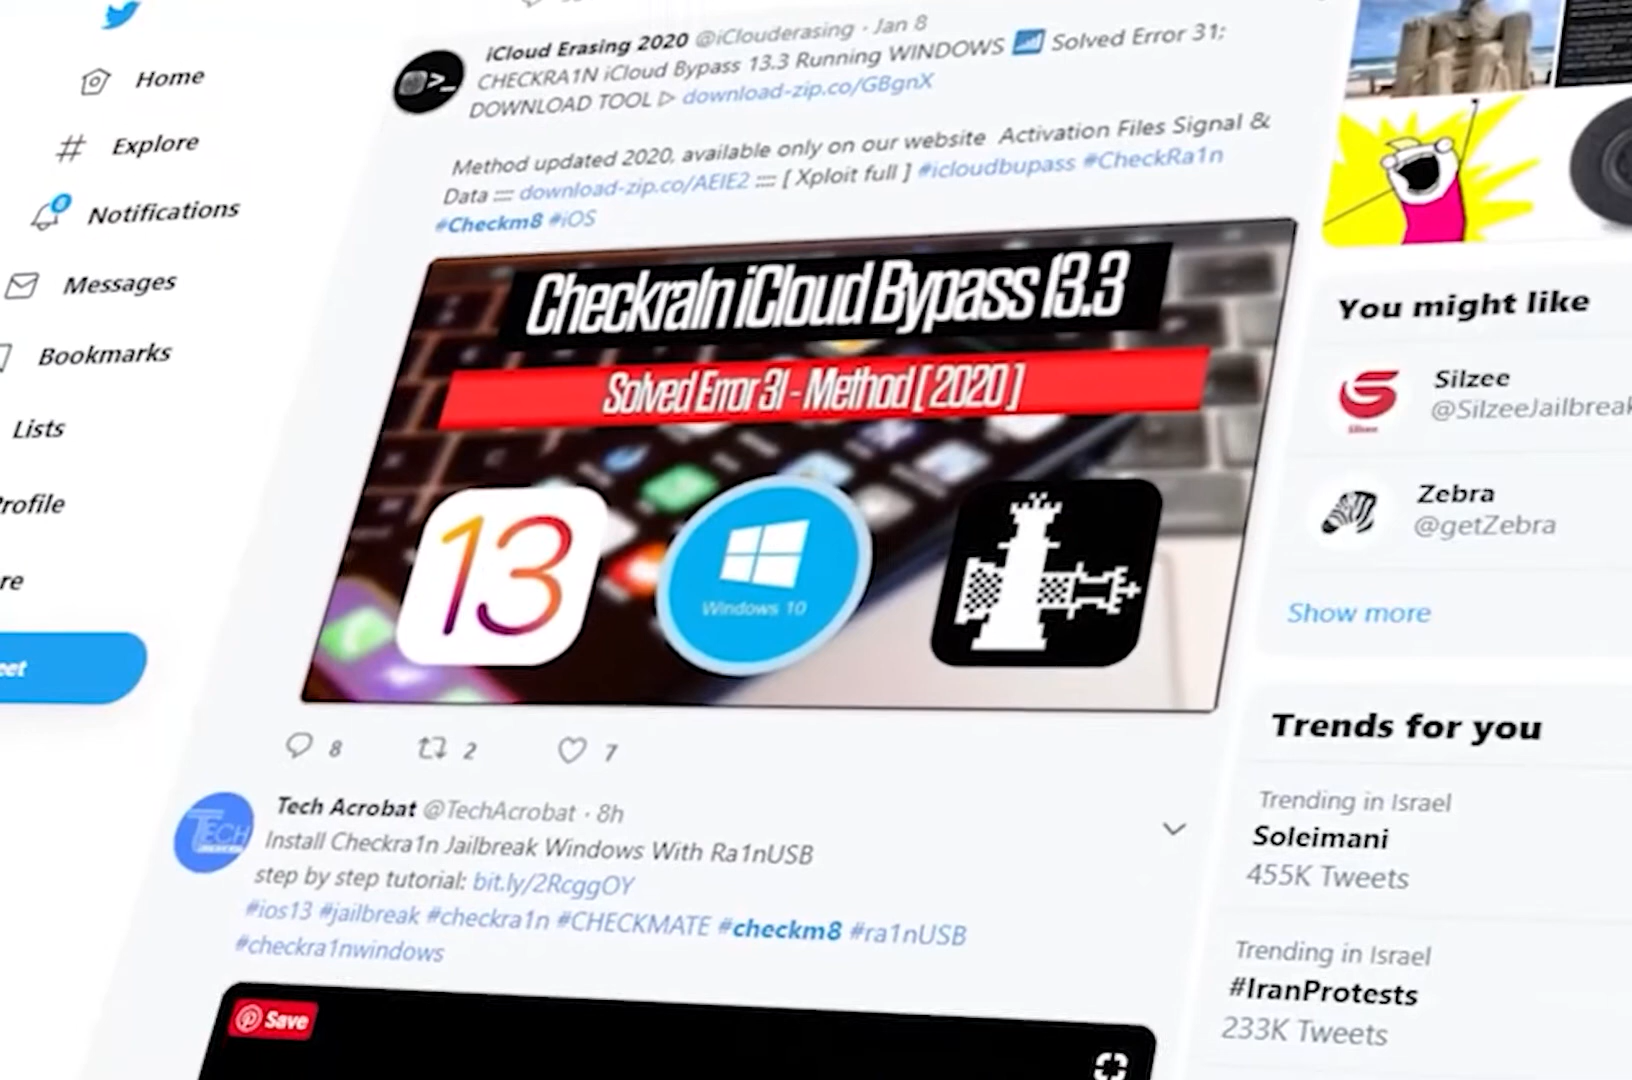 Home
Explore
Notifications
Messages
Bookmarks
Lists
rofile
re
eet
iCloud Erasing 2020 @iClouderasing · Jan 8
CHECKRA1N iCloud Bypass 13.3 Running WINDOWS Solved Error 31;
DOWNLOAD TOOL ▷ download-zip.co/GBgnX
Method updated 2020, available only on our website Activation Files Signal &
Data :::: download-zip.co/AEIE2 :::: [ Xploit full ] #icloudbupass #CheckRa1n
#Checkm8 #iOS
Checkra1n iCloud Bypass 13.3
Solved Error 31 - Method [ 2020 ]
13
Windows 10
8 2 7
Tech Acrobat @TechAcrobat · 8h
TECH
Install Checkra1n Jailbreak Windows With Ra1nUSB
step by step tutorial: bit.ly/2RcggOY
#ios13 #jailbreak #checkra1n #CHECKMATE #checkm8 #ra1nUSB
#checkra1nwindows
Save
You might like
Silzee
@SilzeeJailbreak
Silzee
Zebra
@getZebra
Show more
Trends for you
Trending in Israel
Soleimani
455K Tweets
Trending in Israel
#IranProtests
233K Tweets